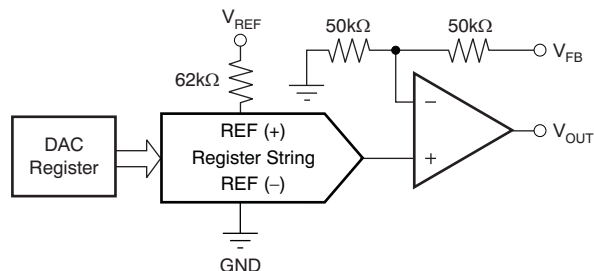 V_REF
50kΩ
50kΩ
V_FB
62kΩ
DAC
Register
REF (+)
Register String
REF (−)
−
+
V_OUT
GND